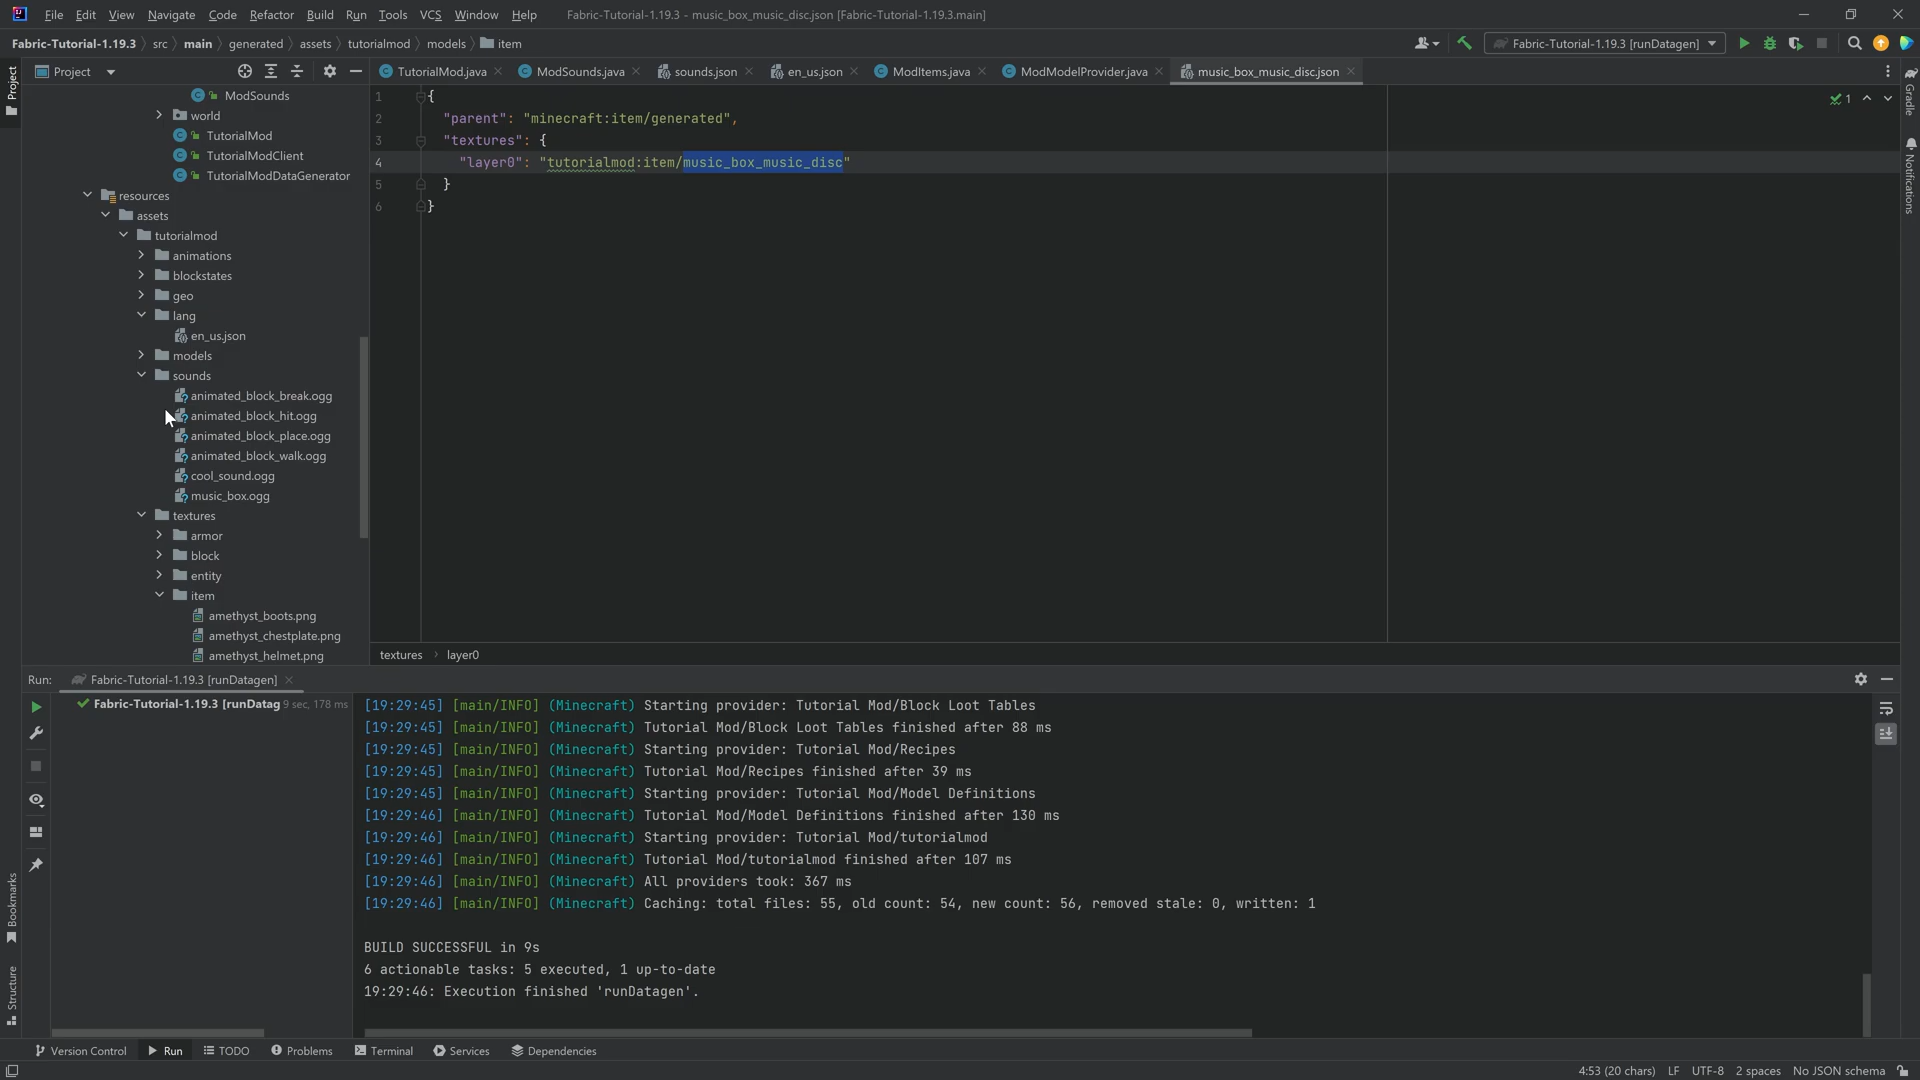 File Edit View Navigate Code Refactor Build Run Tools VCS Window Help Fabric-Tutorial-1.19.3 - music_box_music_disc.json [Fabric-Tutorial-1.19.3.main]
Fabric-Tutorial-1.19.3 src main generated assets tutorialmod models item
Fabric-Tutorial-1.19.3 [runDatagen]
Project
Project
TutorialMod.java ModSounds.java sounds.json en_us.json ModItems.java ModModelProvider.java music_box_music_disc.json
ModSounds
world
TutorialMod
TutorialModClient
TutorialModDataGenerator
resources
assets
tutorialmod
animations
blockstates
geo
lang
en_us.json
models
sounds
animated_block_break.ogg
animated_block_hit.ogg
animated_block_place.ogg
animated_block_walk.ogg
cool_sound.ogg
music_box.ogg
textures
armor
block
entity
item
amethyst_boots.png
amethyst_chestplate.png
amethyst_helmet.png
1 {
2 "parent": "minecraft:item/generated",
3 "textures": {
4 "layer0": "tutorialmod:item/music_box_music_disc"
5 }
6 }
1
textures layer0
Gradle
Notifications
Run: Fabric-Tutorial-1.19.3 [runDatagen]
Fabric-Tutorial-1.19.3 [runDatag 9 sec, 178 ms
[19:29:45] [main/INFO] (Minecraft) Starting provider: Tutorial Mod/Block Loot Tables
[19:29:45] [main/INFO] (Minecraft) Tutorial Mod/Block Loot Tables finished after 88 ms
[19:29:45] [main/INFO] (Minecraft) Starting provider: Tutorial Mod/Recipes
[19:29:45] [main/INFO] (Minecraft) Tutorial Mod/Recipes finished after 39 ms
[19:29:45] [main/INFO] (Minecraft) Starting provider: Tutorial Mod/Model Definitions
[19:29:46] [main/INFO] (Minecraft) Tutorial Mod/Model Definitions finished after 130 ms
[19:29:46] [main/INFO] (Minecraft) Starting provider: Tutorial Mod/tutorialmod
[19:29:46] [main/INFO] (Minecraft) Tutorial Mod/tutorialmod finished after 107 ms
[19:29:46] [main/INFO] (Minecraft) All providers took: 367 ms
[19:29:46] [main/INFO] (Minecraft) Caching: total files: 55, old count: 54, new count: 56, removed stale: 0, written: 1
BUILD SUCCESSFUL in 9s
6 actionable tasks: 5 executed, 1 up-to-date
19:29:46: Execution finished 'runDatagen'.
Bookmarks
Structure
Version Control Run TODO Problems Terminal Services Dependencies
4:53 (20 chars) LF UTF-8 2 spaces No JSON schema